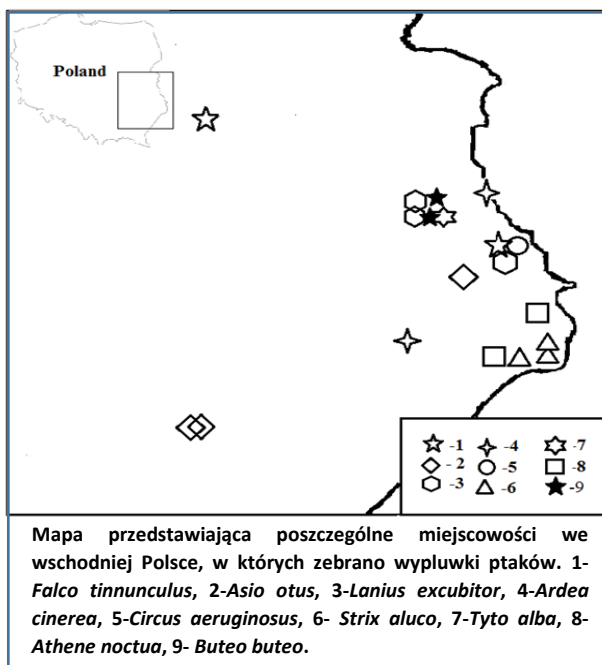 Poland
-1 -4 -7
- 2 -5 -8
-3 -6 -9
Mapa przedstawiająca poszczególne miejscowości we
wschodniej Polsce, w których zebrano wypluwki ptaków. 1-
Falco tinnunculus, 2-Asio otus, 3-Lanius excubitor, 4-Ardea
cinerea, 5-Circus aeruginosus, 6- Strix aluco, 7-Tyto alba, 8-
Athene noctua, 9- Buteo buteo.